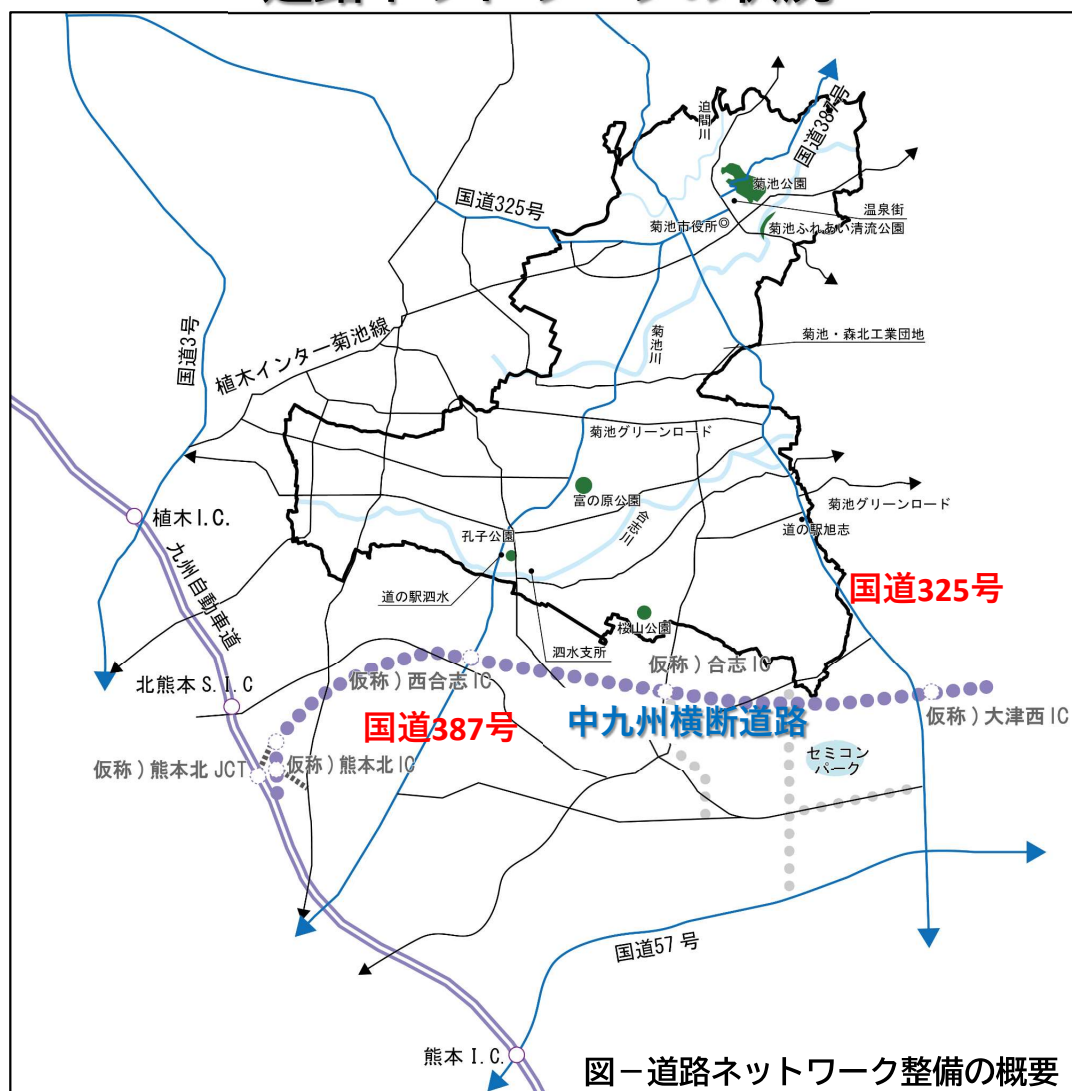 迫間川
国道387号
菊池公園
国道325号
温泉街
菊池市役所◎
菊池ふれあい清流公園
国道3号
植木インター菊池線
菊池川
菊池・森北工業団地
菊池グリーンロード
富の原公園
菊池グリーンロード
植木I.C.
合志川
道の駅旭志
孔子公園
九州自動車道
道の駅泗水
国道325号
桜山公園
泗水支所
仮称）合志IC
北熊本S.I.C
仮称）西合志IC
国道387号
中九州横断道路
仮称）大津西IC
仮称）熊本北JCT
仮称）熊本北IC
セミコン
パーク
国道57号
熊本I.C.
図－道路ネットワーク整備の概要